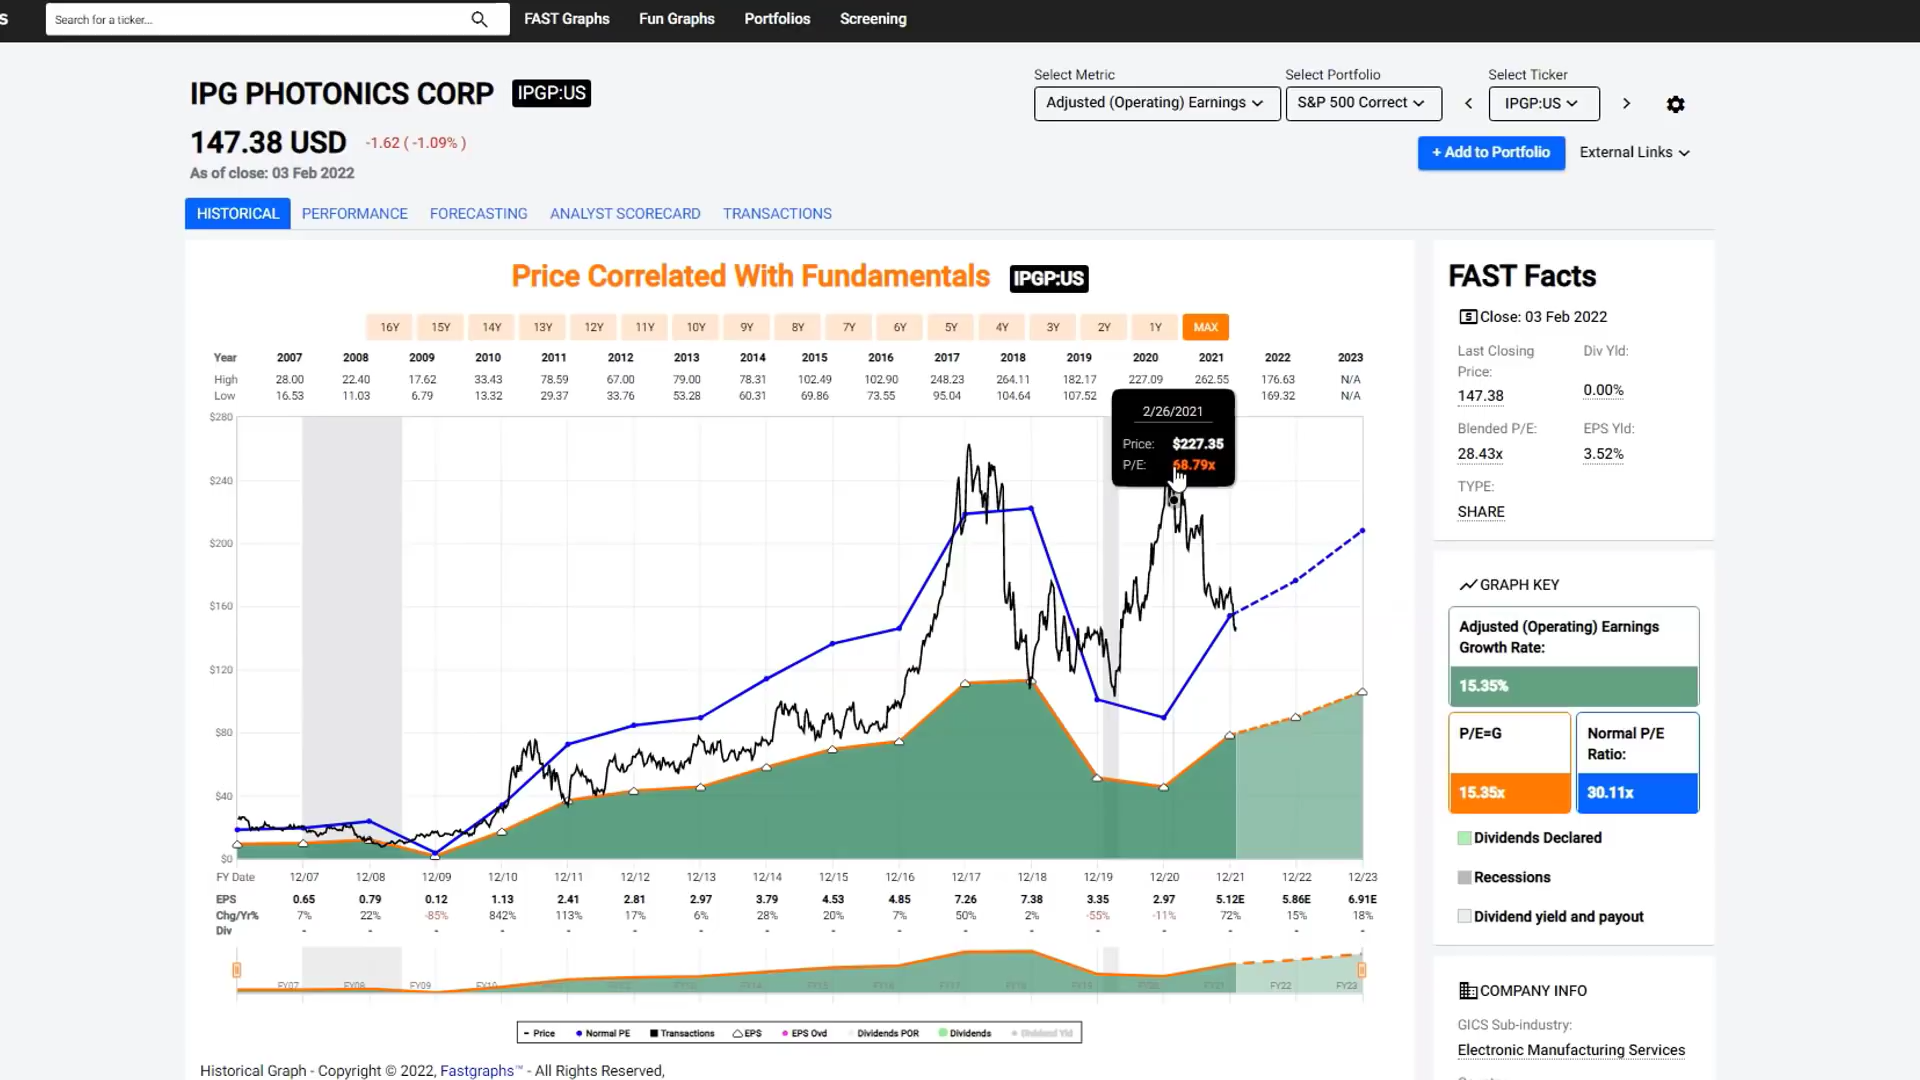 S
Search for a ticker...
FAST Graphs Fun Graphs Portfolios Screening
IPG PHOTONICS CORP IPGP:US
147.38 USD -1.62 ( -1.09% )
As of close: 03 Feb 2022
Select Metric Select Portfolio Select Ticker
Adjusted (Operating) Earnings S&P 500 Correct IPGP:US
+ Add to Portfolio External Links
HISTORICAL PERFORMANCE FORECASTING ANALYST SCORECARD TRANSACTIONS
Price Correlated With Fundamentals IPGP:US
16Y 15Y 14Y 13Y 12Y 11Y 10Y 9Y 8Y 7Y 6Y 5Y 4Y 3Y 2Y 1Y MAX
Year 2007 2008 2009 2010 2011 2012 2013 2014 2015 2016 2017 2018 2019 2020 2021 2022 2023
High 28.00 22.40 17.62 33.43 78.59 67.00 79.00 78.31 102.49 102.90 248.23 264.11 182.17 227.09 262.55 176.63 N/A
Low 16.53 11.03 6.79 13.32 29.37 33.76 53.28 60.31 69.86 73.55 95.04 104.64 107.52 169.32 N/A
2/26/2021
Price: $227.35
P/E: 68.79x
$280
$240
$200
$160
$120
$80
$40
$0
FY Date 12/07 12/08 12/09 12/10 12/11 12/12 12/13 12/14 12/15 12/16 12/17 12/18 12/19 12/20 12/21 12/22 12/23
EPS 0.65 0.79 0.12 1.13 2.41 2.81 2.97 3.79 4.53 4.85 7.26 7.38 3.35 2.97 5.12E 5.86E 6.91E
Chg/Yr% 7% 22% -85% 842% 113% 17% 6% 28% 20% 7% 50% 2% -55% -11% 72% 15% 18%
Div - - - - - - - - - - - - - - - - -
FY07 FY08 FY09 FY10 FY22 FY23
Price Normal PE Transactions EPS EPS Ovd Dividends POR Dividends Dividend Yld
Historical Graph - Copyright © 2022, Fastgraphs™ - All Rights Reserved,
FAST Facts
Close: 03 Feb 2022
Last Closing Price: 147.38
Div Yld: 0.00%
Blended P/E: 28.43x
EPS Yld: 3.52%
TYPE:
SHARE
GRAPH KEY
Adjusted (Operating) Earnings
Growth Rate:
15.35%
P/E=G
15.35x
Normal P/E
Ratio:
30.11x
Dividends Declared
Recessions
Dividend yield and payout
COMPANY INFO
GICS Sub-industry:
Electronic Manufacturing Services